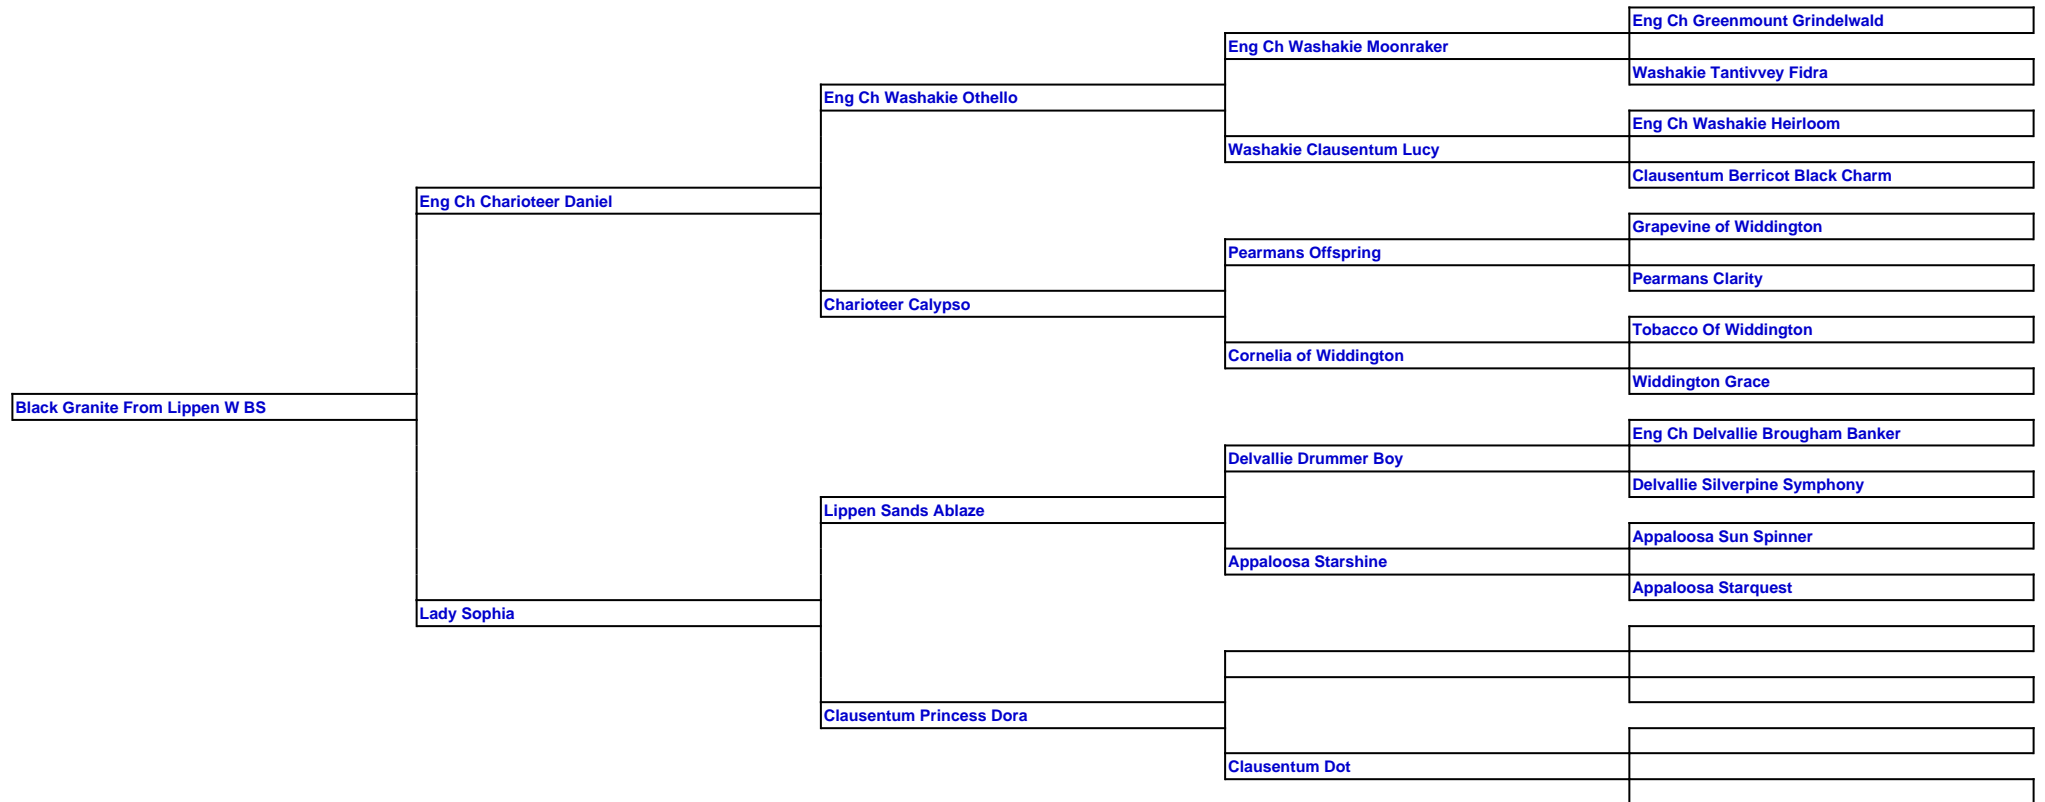 Eng Ch Greenmount Grindelwald
Eng Ch Washakie Moonraker
Washakie Tantivvey Fidra
Eng Ch Washakie Othello
Eng Ch Washakie Heirloom
Washakie Clausentum Lucy
Clausentum Berricot Black Charm
Eng Ch Charioteer Daniel
Grapevine of Widdington
Pearmans Offspring
Pearmans Clarity
Charioteer Calypso
Tobacco Of Widdington
Cornelia of Widdington
Widdington Grace
Black Granite From Lippen W BS
Eng Ch Delvallie Brougham Banker
Delvallie Drummer Boy
Delvallie Silverpine Symphony
Lippen Sands Ablaze
Appaloosa Sun Spinner
Appaloosa Starshine
Appaloosa Starquest
Lady Sophia
Clausentum Princess Dora
Clausentum Dot